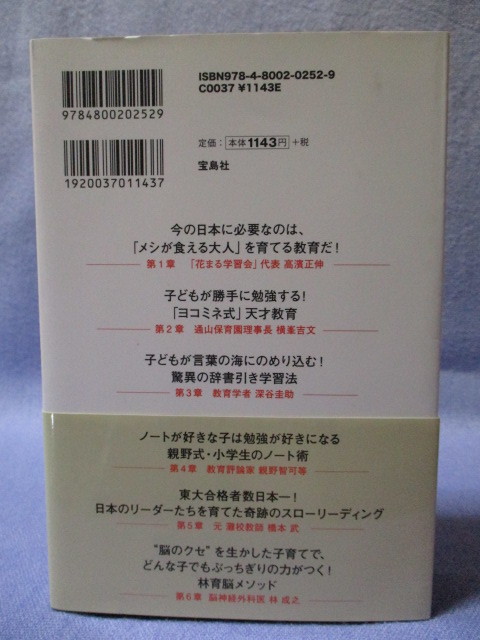 ISBN978-4-8002-0252-9
C0037 ¥1143E
9784800202529
定価：本体1143円＋税
1920037011437
宝島社
今の日本に必要なのは、
「メシが食える大人」を育てる教育だ！
第1章 「花まる学習会」代表 高濱正伸
子どもが勝手に勉強する！
「ヨコミネ式」天才教育
第2章 通山保育園理事長 横峯吉文
子どもが言葉の海にのめり込む！
驚異の辞書引き学習法
第3章 教育学者 深谷圭助
ノートが好きな子は勉強が好きになる
親野式・小学生のノート術
第4章 教育評論家 親野智可等
東大合格者数日本一！
日本のリーダーたちを育てた奇跡のスローリーディング
第5章 元 灘校教師 橋本 武
“脳のクセ”を生かした子育てで、
どんな子でもぶっちぎりの力がつく！
林育脳メソッド
第6章 脳神経外科医 林 成之